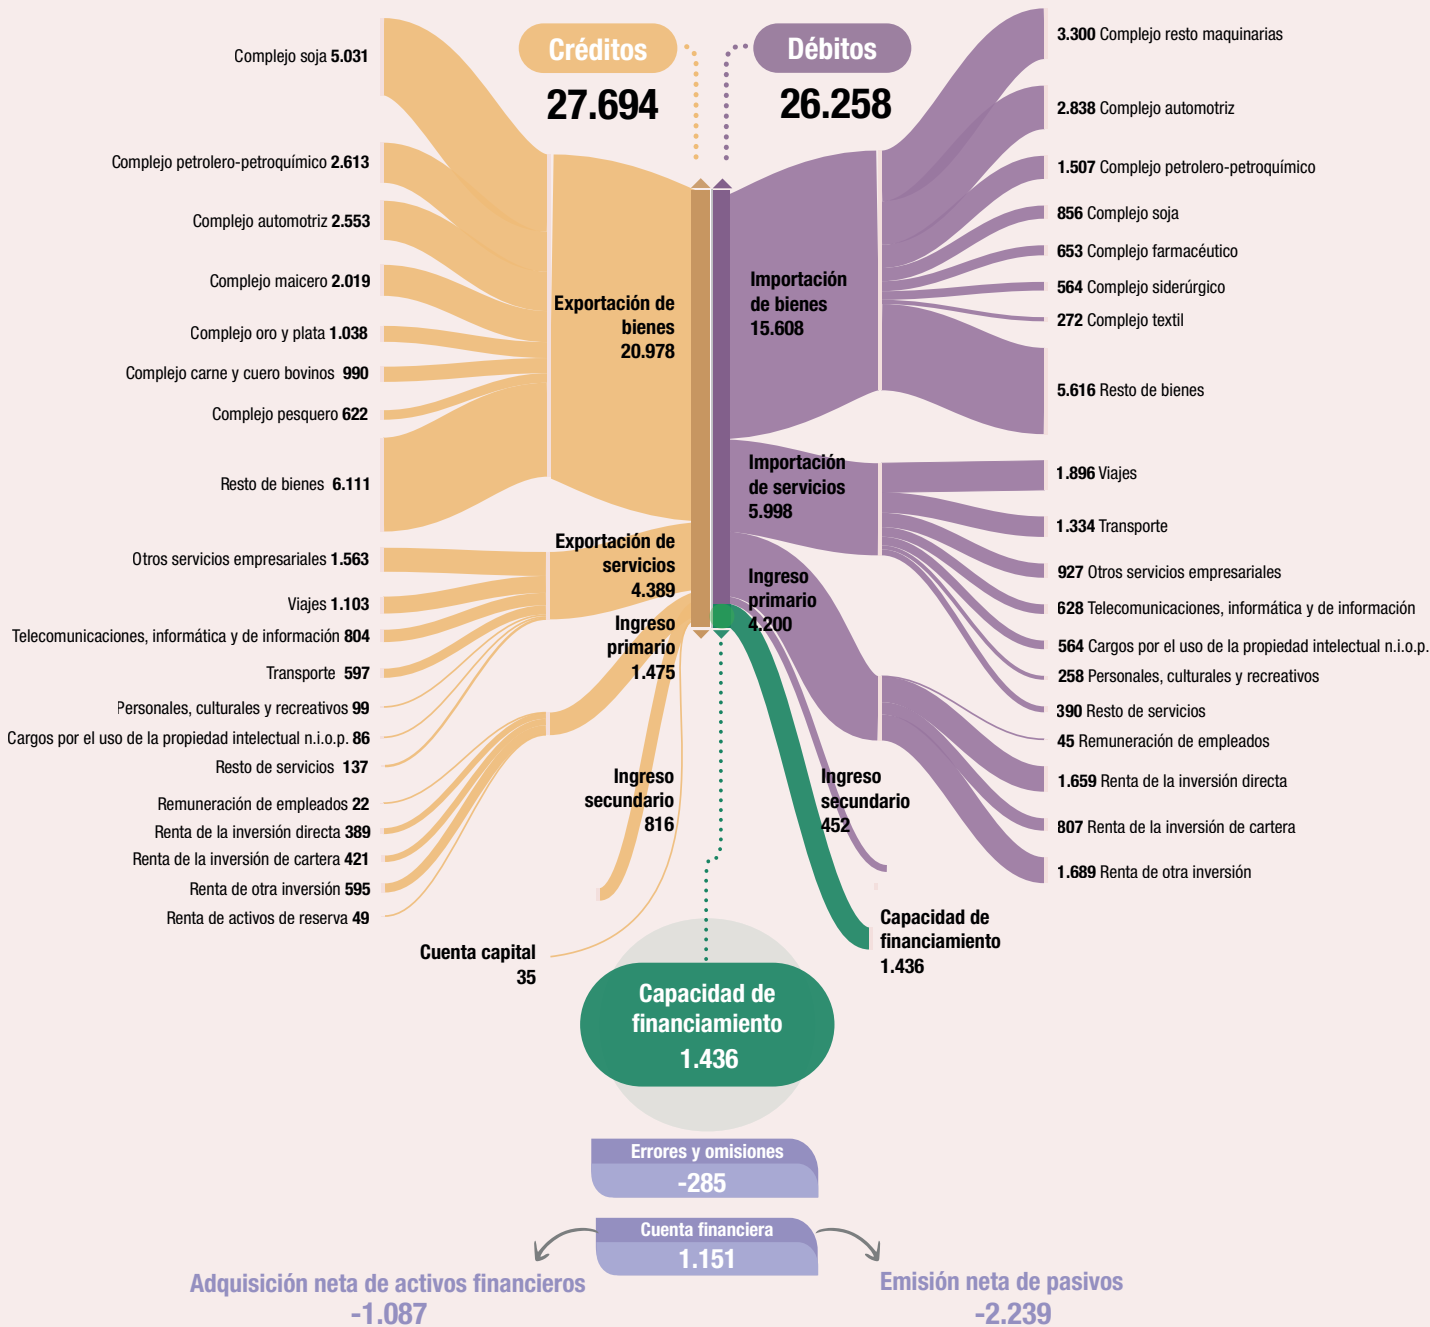 Créditos
27.694
Débitos
26.258
Complejo soja 5.031
Complejo petrolero-petroquímico 2.613
Complejo automotriz 2.553
Complejo maicero 2.019
Complejo oro y plata 1.038
Complejo carne y cuero bovinos 990
Complejo pesquero 622
Resto de bienes 6.111
Otros servicios empresariales 1.563
Viajes 1.103
Telecomunicaciones, informática y de información 804
Transporte 597
Personales, culturales y recreativos 99
Cargos por el uso de la propiedad intelectual n.i.o.p. 86
Resto de servicios 137
Remuneración de empleados 22
Renta de la inversión directa 389
Renta de la inversión de cartera 421
Renta de otra inversión 595
Renta de activos de reserva 49
Exportación de
bienes
20.978
Exportación de
servicios
4.389
Ingreso
primario
1.475
Ingreso
secundario
816
Cuenta capital
35
Importación
de bienes
15.608
Importación
de servicios
5.998
Ingreso
primario
4.200
Ingreso
secundario
452
Capacidad de
financiamiento
1.436
3.300 Complejo resto maquinarias
2.838 Complejo automotriz
1.507 Complejo petrolero-petroquímico
856 Complejo soja
653 Complejo farmacéutico
564 Complejo siderúrgico
272 Complejo textil
5.616 Resto de bienes
1.896 Viajes
1.334 Transporte
927 Otros servicios empresariales
628 Telecomunicaciones, informática y de información
564 Cargos por el uso de la propiedad intelectual n.i.o.p.
258 Personales, culturales y recreativos
390 Resto de servicios
45 Remuneración de empleados
1.659 Renta de la inversión directa
807 Renta de la inversión de cartera
1.689 Renta de otra inversión
Capacidad de
financiamiento
1.436
Errores y omisiones
-285
Cuenta financiera
1.151
Adquisición neta de activos financieros
-1.087
Emisión neta de pasivos
-2.239